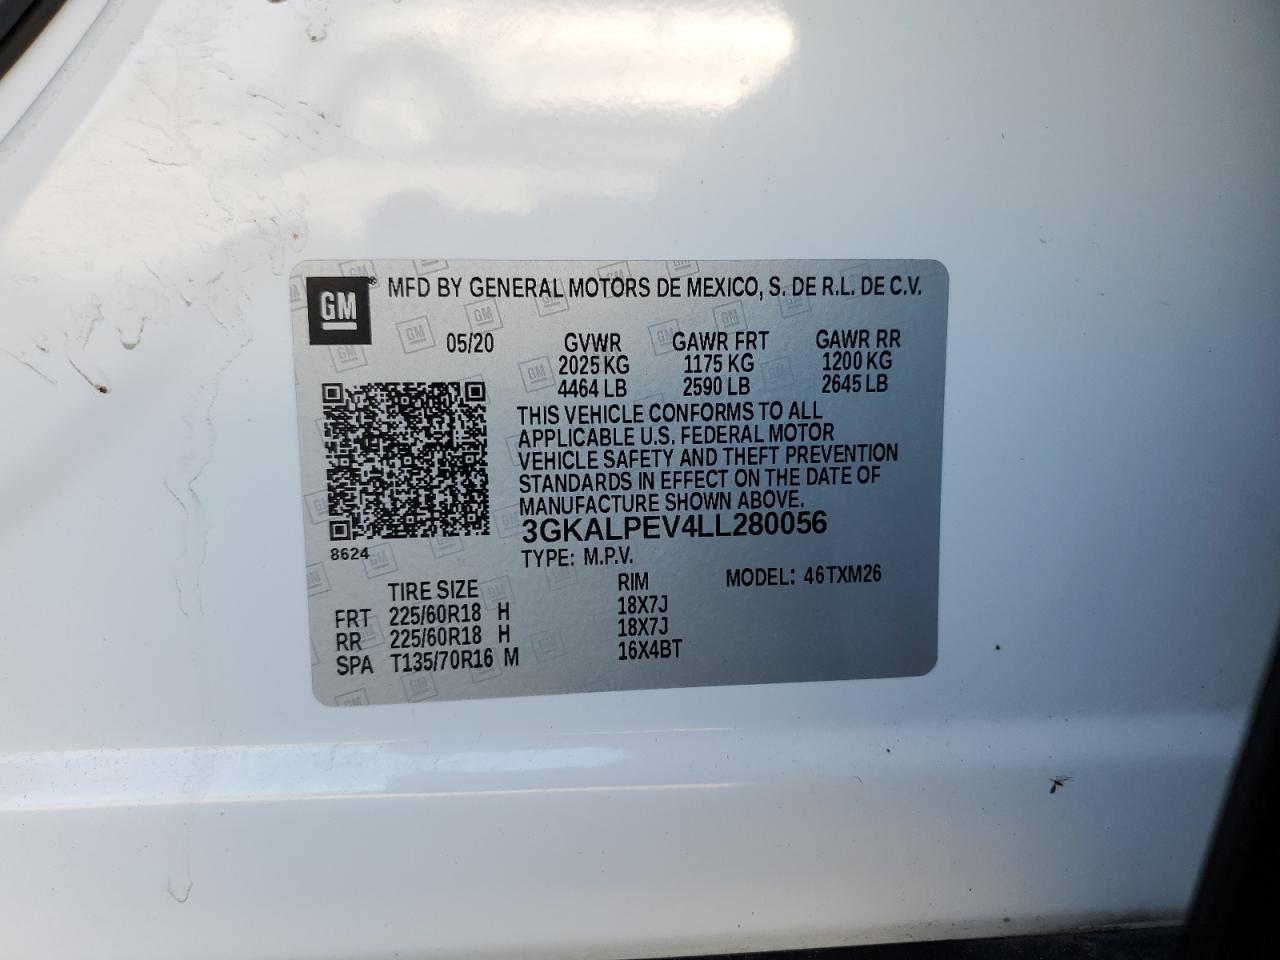 GM ® MFD BY GENERAL MOTORS DE MEXICO, S. DE R.L. DE C.V.
05/20 GVWR GAWR FRT GAWR RR
2025 KG 1175 KG 1200 KG
4464 LB 2590 LB 2645 LB
THIS VEHICLE CONFORMS TO ALL
APPLICABLE U.S. FEDERAL MOTOR
VEHICLE SAFETY AND THEFT PREVENTION
STANDARDS IN EFFECT ON THE DATE OF
MANUFACTURE SHOWN ABOVE.
3GKALPEV4LL280056
8624
TYPE: M.P.V.
TIRE SIZE RIM MODEL: 46TXM26
FRT 225/60R18 H 18X7J
RR 225/60R18 H 18X7J
SPA T135/70R16 M 16X4BT